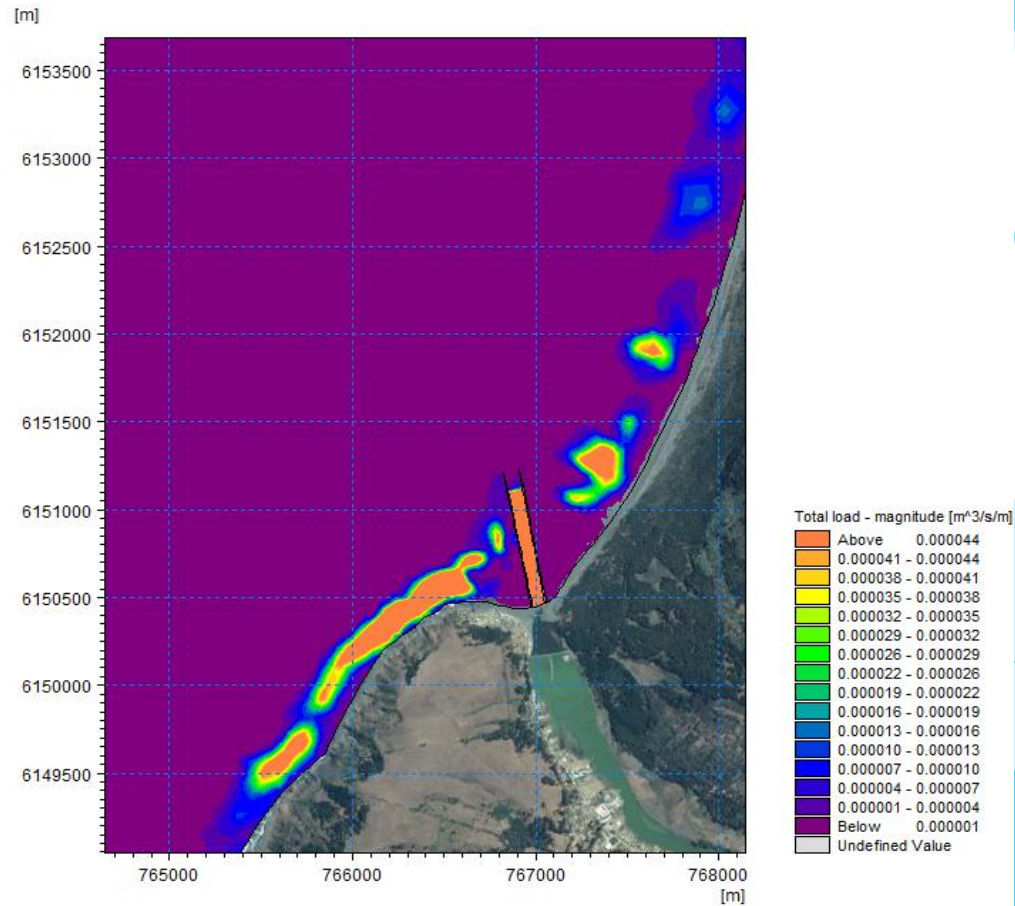 [m]
6153500
6153000
6152500
6152000
6151500
6151000
6150500
6150000
6149500
765000 766000 767000 768000
[m]
Total load - magnitude [m^3/s/m]
Above 0.000044
0.000041 - 0.000044
0.000038 - 0.000041
0.000035 - 0.000038
0.000032 - 0.000035
0.000029 - 0.000032
0.000026 - 0.000029
0.000022 - 0.000026
0.000019 - 0.000022
0.000016 - 0.000019
0.000013 - 0.000016
0.000010 - 0.000013
0.000007 - 0.000010
0.000004 - 0.000007
0.000001 - 0.000004
Below 0.000001
Undefined Value